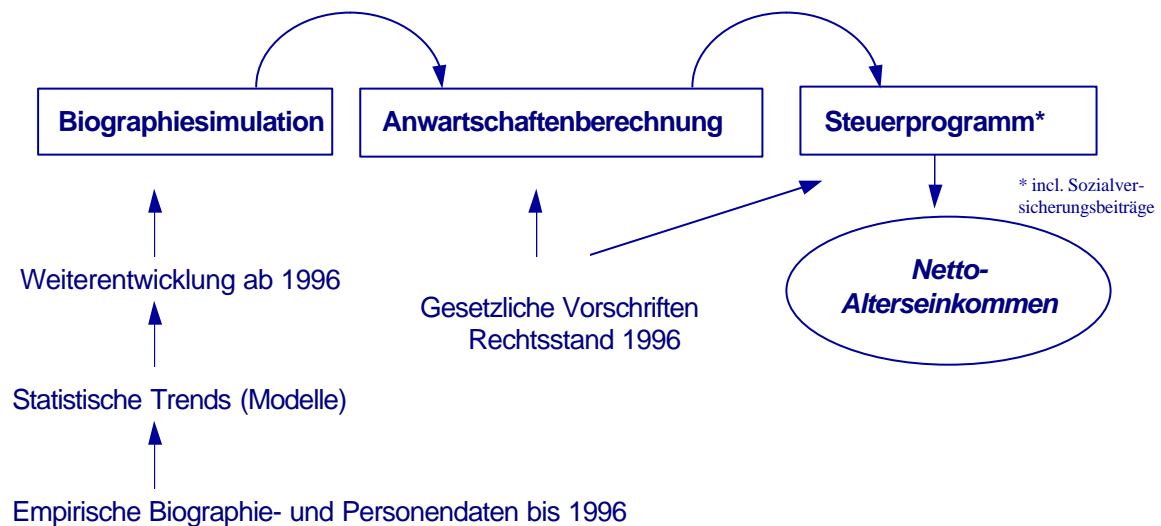 Biographiesimulation
Anwartschaftenberechnung
Steuerprogramm*
* incl. Sozialver-
sicherungsbeiträge
Weiterentwicklung ab 1996
Gesetzliche Vorschriften
Rechtsstand 1996
Netto-
Alterseinkommen
Statistische Trends (Modelle)
Empirische Biographie- und Personendaten bis 1996